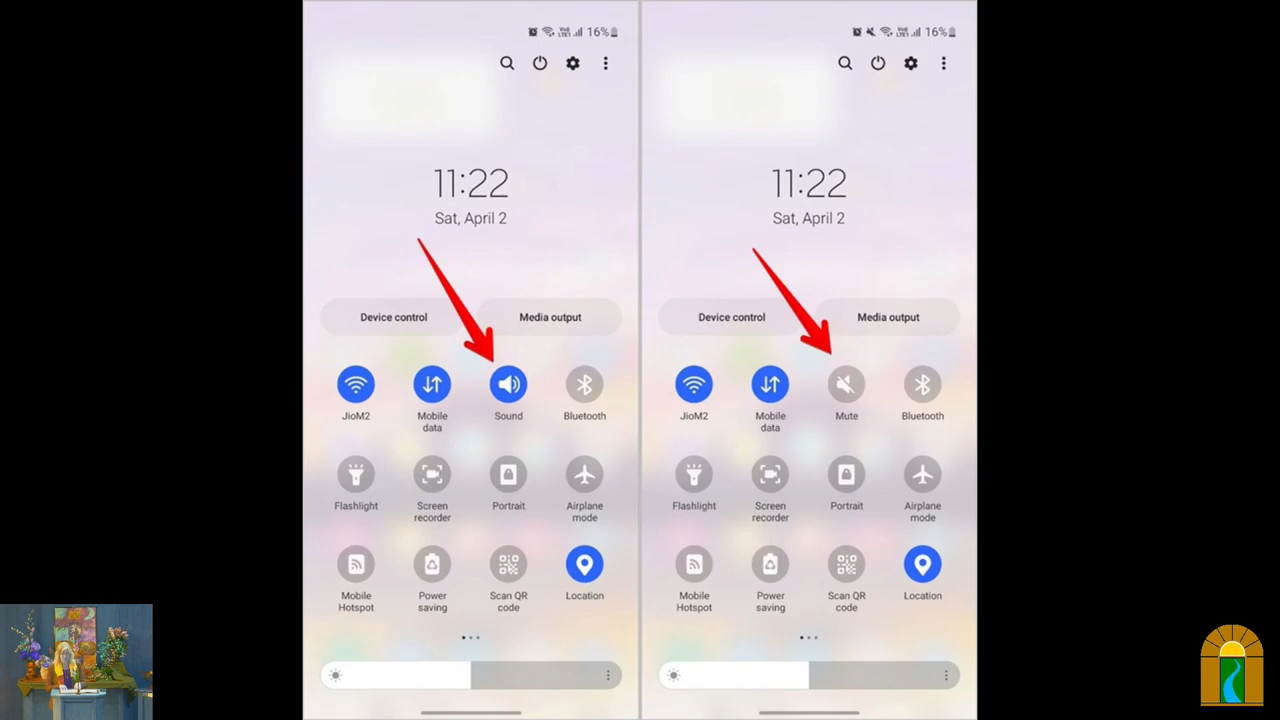 16%
11:22
Sat, April 2
Device control Media output
JioM2 Mobile data Sound Bluetooth
Flashlight Screen recorder Portrait Airplane mode
Mobile Hotspot Power saving Scan QR code Location
16%
11:22
Sat, April 2
Device control Media output
JioM2 Mobile data Mute Bluetooth
Flashlight Screen recorder Portrait Airplane mode
Mobile Hotspot Power saving Scan QR code Location